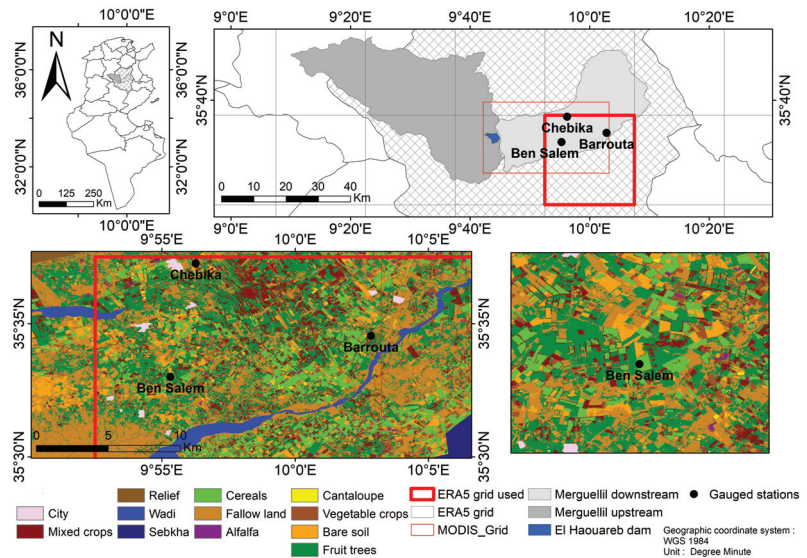 10°0'0"E
N
36°0'0"N
36°0'0"N
32°0'0"N
32°0'0"N
0 125 250
Km
10°0'0"E
9°0'E 9°20'E 9°40'E 10°0'E 10°20'E
35°40'N
35°40'N
Chebika
Ben Salem
Barrouta
0 10 20 30 40
Km
9°0'E 9°20'E 9°40'E 10°0'E 10°20'E
9°55'E 10°0'E 10°5'E
Chebika
35°35'N
35°35'N
Barrouta
Ben Salem
0 5 10
Km
35°30'N
35°30'N
9°55'E 10°0'E 10°5'E
Ben Salem
City
Mixed crops
Relief
Wadi
Sebkha
Cereals
Fallow land
Alfalfa
Cantaloupe
Vegetable crops
Bare soil
Fruit trees
ERA5 grid used
ERA5 grid
MODIS_Grid
Merguellil downstream
Merguellil upstream
El Haouareb dam
Gauged stations
Geographic coordinate system :
WGS 1984
Unit : Degree Minute